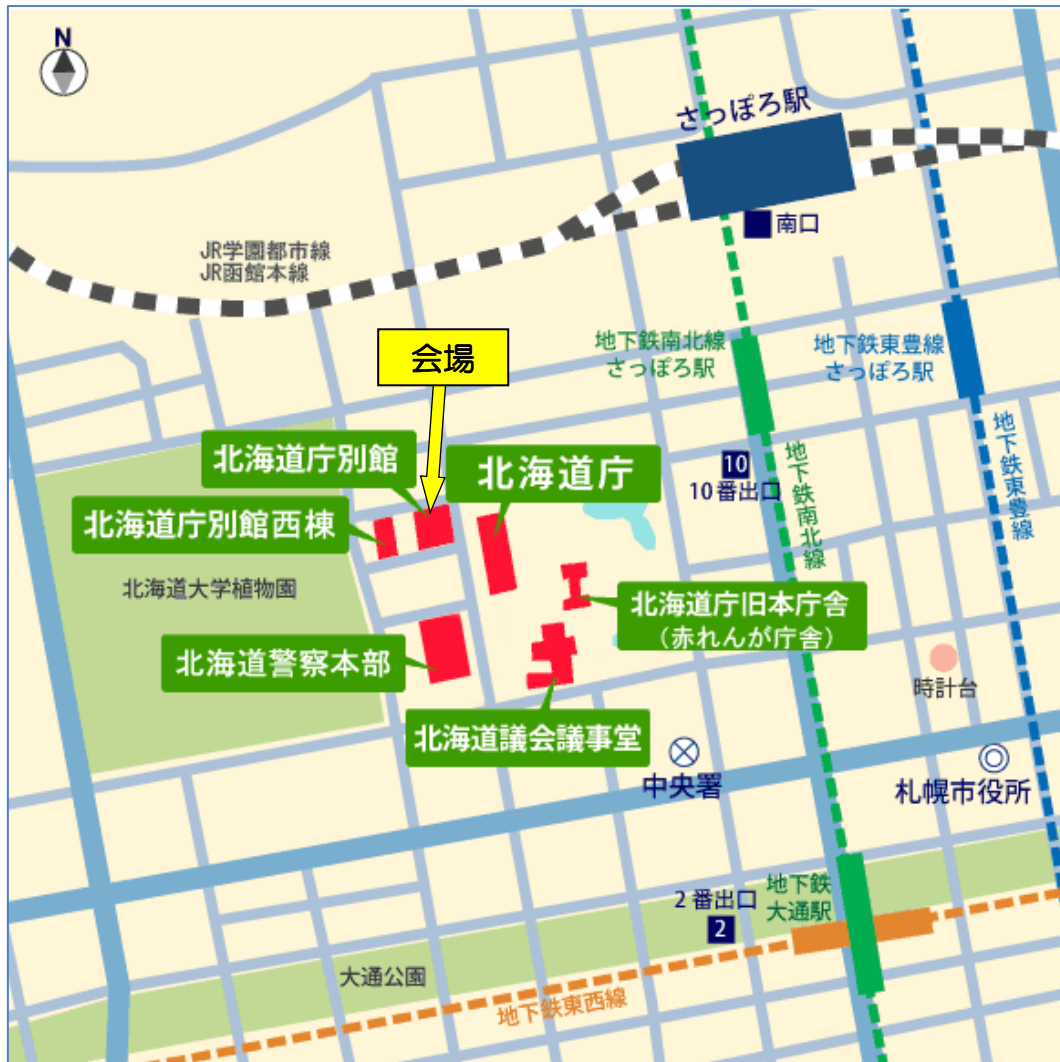 N
さっぽろ駅
南口
JR学園都市線
JR函館本線
地下鉄南北線
さっぽろ駅
地下鉄東豊線
さっぽろ駅
会場
北海道庁別館
北海道庁
10
10番出口
地下鉄南北線
地下鉄東豊線
北海道庁別館西棟
北海道大学植物園
北海道庁旧本庁舎
（赤れんが庁舎）
北海道警察本部
時計台
北海道議会議事堂
中央署
札幌市役所
2番出口
2
地下鉄
大通駅
大通公園
地下鉄東西線